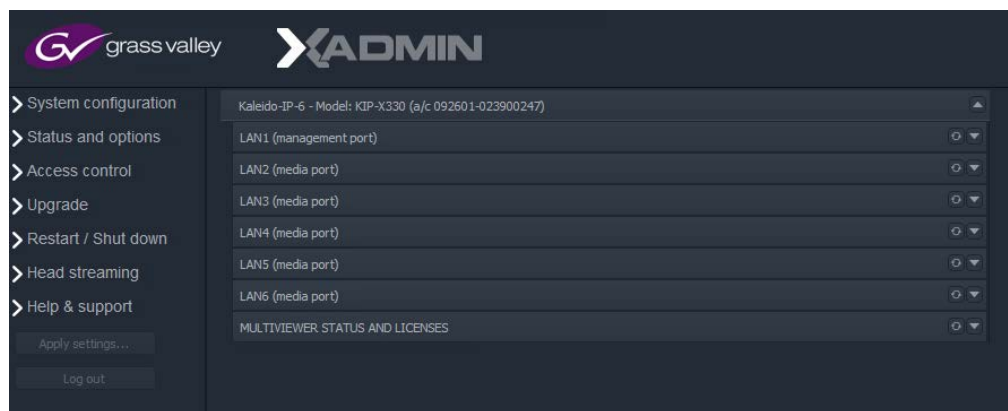 GV grass valley XADMIN
System configuration
Status and options
Access control
Upgrade
Restart / Shut down
Head streaming
Help & support
Apply settings...
Log out
Kaleido-IP-6 - Model: KIP-X330 (a/c 092601-023900247)
LAN1 (management port)
LAN2 (media port)
LAN3 (media port)
LAN4 (media port)
LAN5 (media port)
LAN6 (media port)
MULTIVIEWER STATUS AND LICENSES